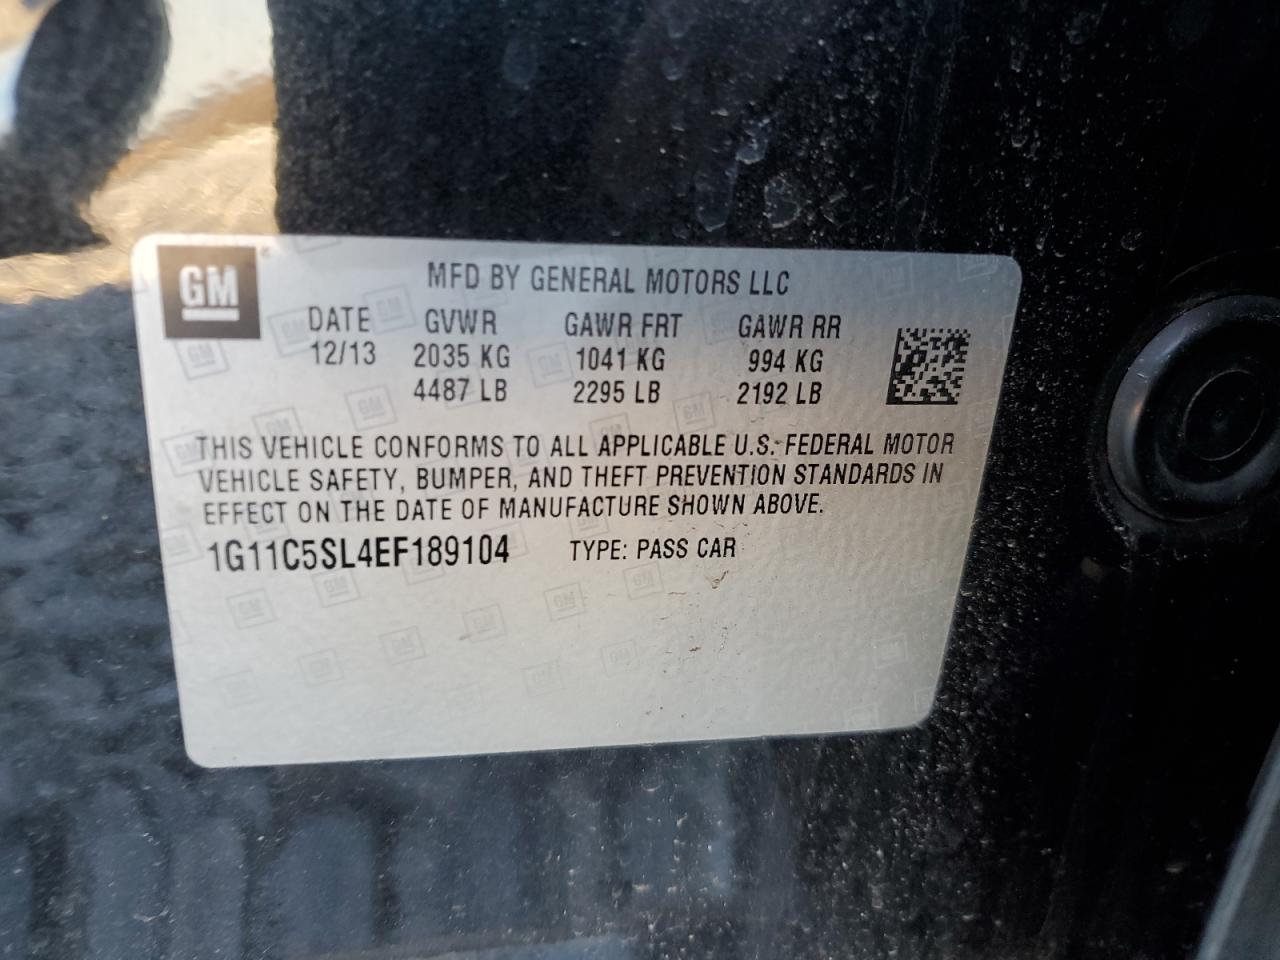 GM
MFD BY GENERAL MOTORS LLC
DATE GVWR GAWR FRT GAWR RR
12/13 2035 KG 1041 KG 994 KG
4487 LB 2295 LB 2192 LB
THIS VEHICLE CONFORMS TO ALL APPLICABLE U.S. FEDERAL MOTOR
VEHICLE SAFETY, BUMPER, AND THEFT PREVENTION STANDARDS IN
EFFECT ON THE DATE OF MANUFACTURE SHOWN ABOVE.
1G11C5SL4EF189104 TYPE: PASS CAR